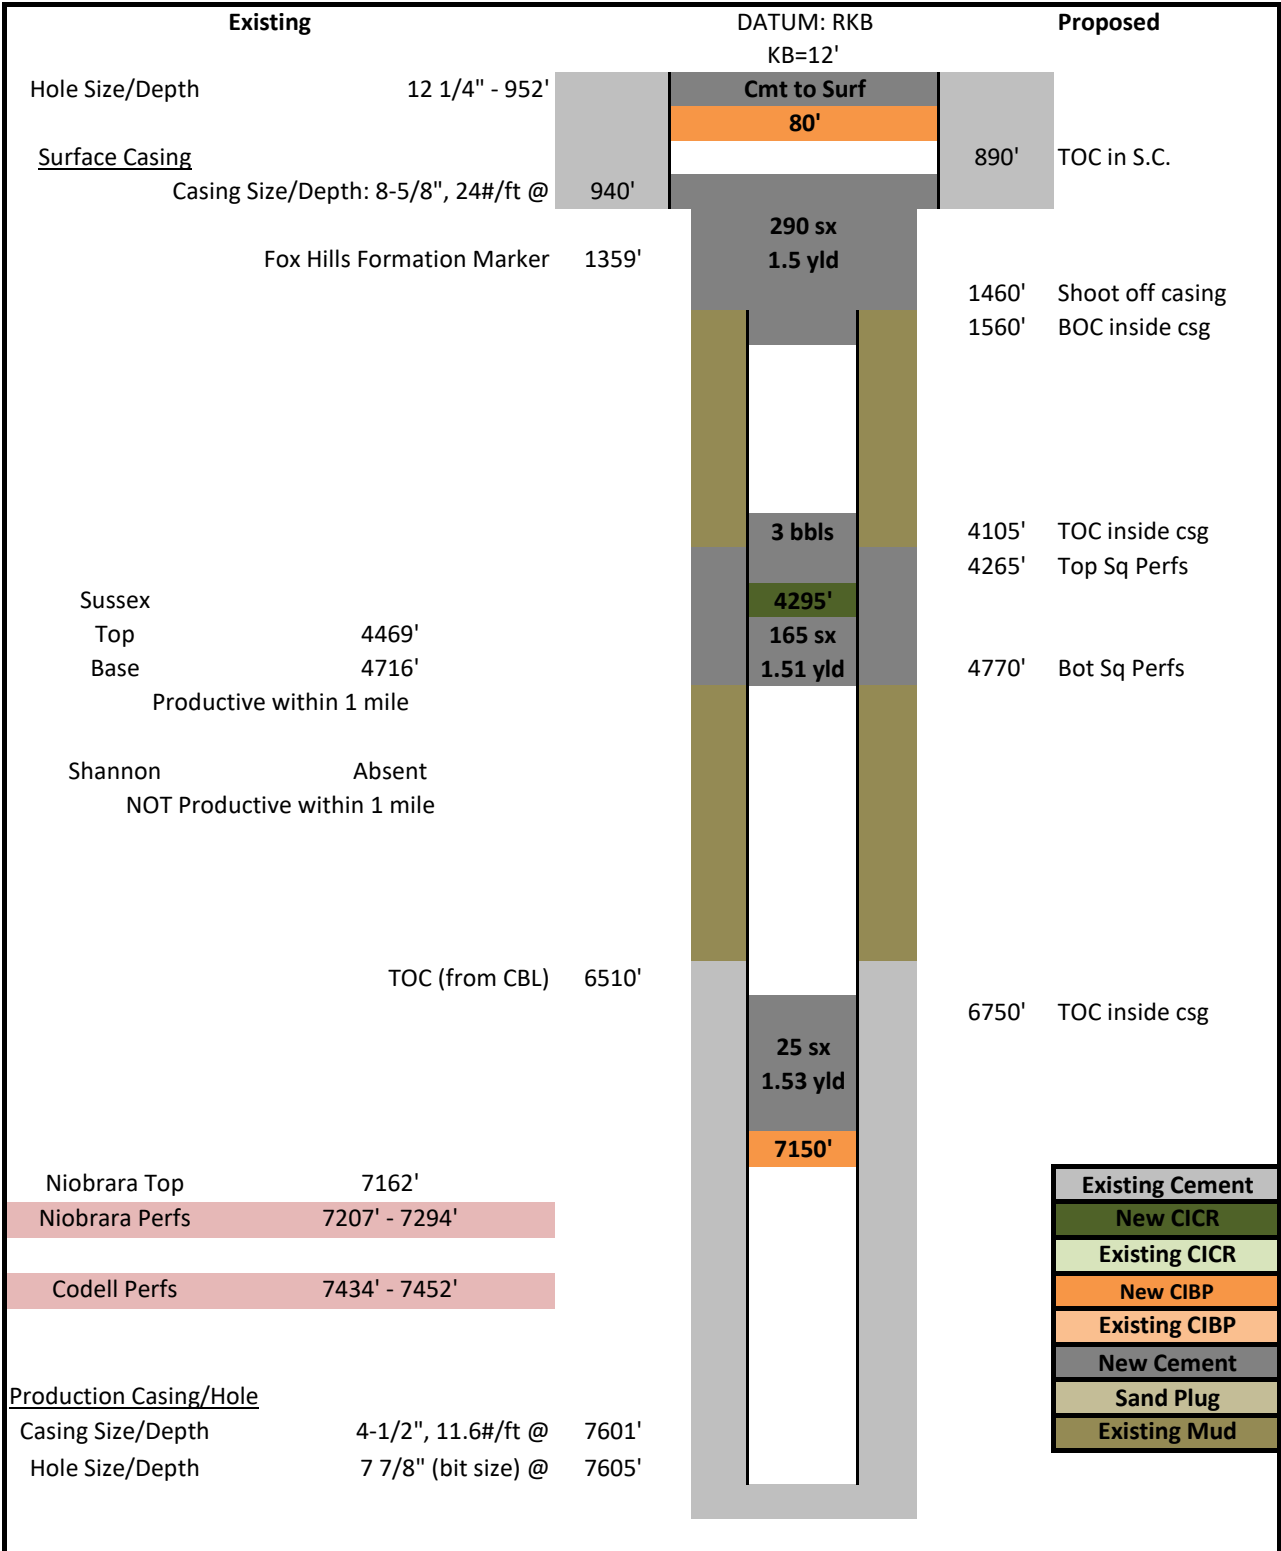 Existing DATUM: RKB Proposed
KB=12'
Hole Size/Depth 12 1/4" - 952' Cmt to Surf
80'
Surface Casing 890' TOC in S.C.
Casing Size/Depth: 8-5/8", 24#/ft @ 940'
290 sx
Fox Hills Formation Marker 1359' 1.5 yld
1460' Shoot off casing
1560' BOC inside csg
3 bbls 4105' TOC inside csg
4265' Top Sq Perfs
Sussex 4295'
Top 4469' 165 sx
Base 4716' 1.51 yld 4770' Bot Sq Perfs
Productive within 1 mile
Shannon Absent
NOT Productive within 1 mile
TOC (from CBL) 6510'
6750' TOC inside csg
25 sx
1.53 yld
7150'
Niobrara Top 7162' Existing Cement
Niobrara Perfs 7207' - 7294' New CICR
Existing CICR
Codell Perfs 7434' - 7452' New CIBP
Existing CIBP
New Cement
Production Casing/Hole Sand Plug
Casing Size/Depth 4-1/2", 11.6#/ft @ 7601' Existing Mud
Hole Size/Depth 7 7/8" (bit size) @ 7605'